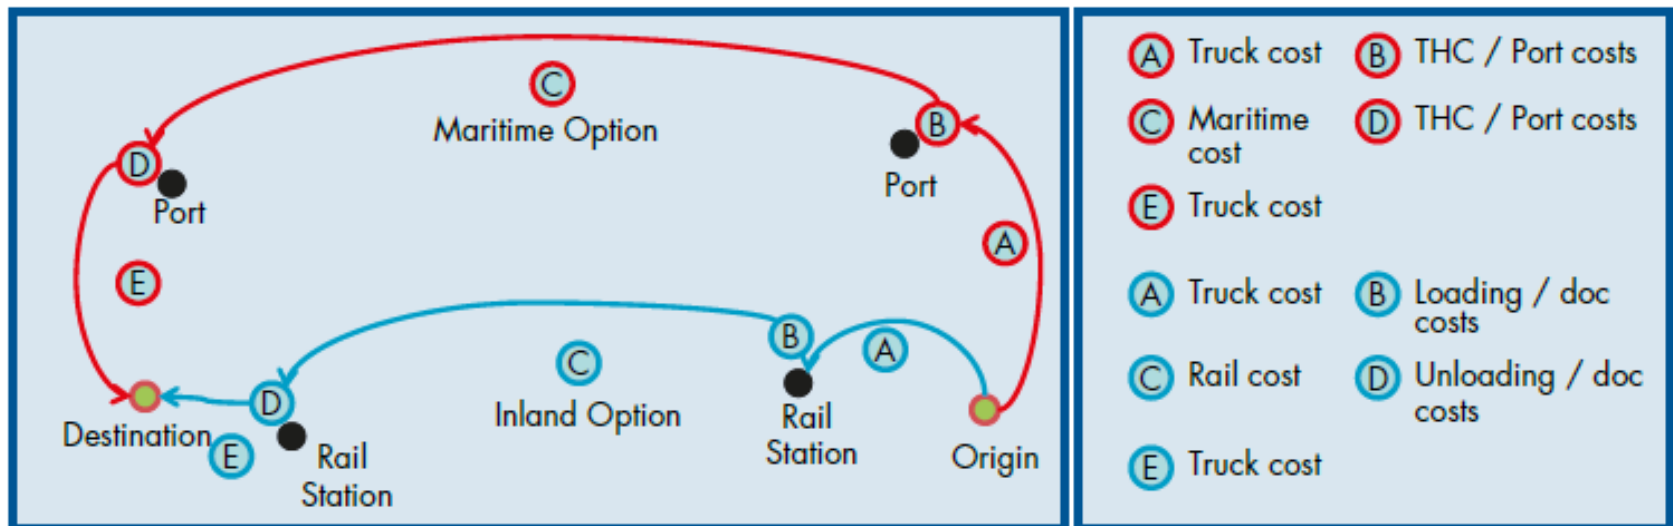 C
Maritime Option
B
Port
D
Port
A
E
B
A
C
Inland Option
D
Destination
E
Rail
Station
Rail
Station
Origin
A Truck cost
B THC / Port costs
C Maritime
cost
D THC / Port costs
E Truck cost
A Truck cost
B Loading / doc
costs
C Rail cost
D Unloading / doc
costs
E Truck cost